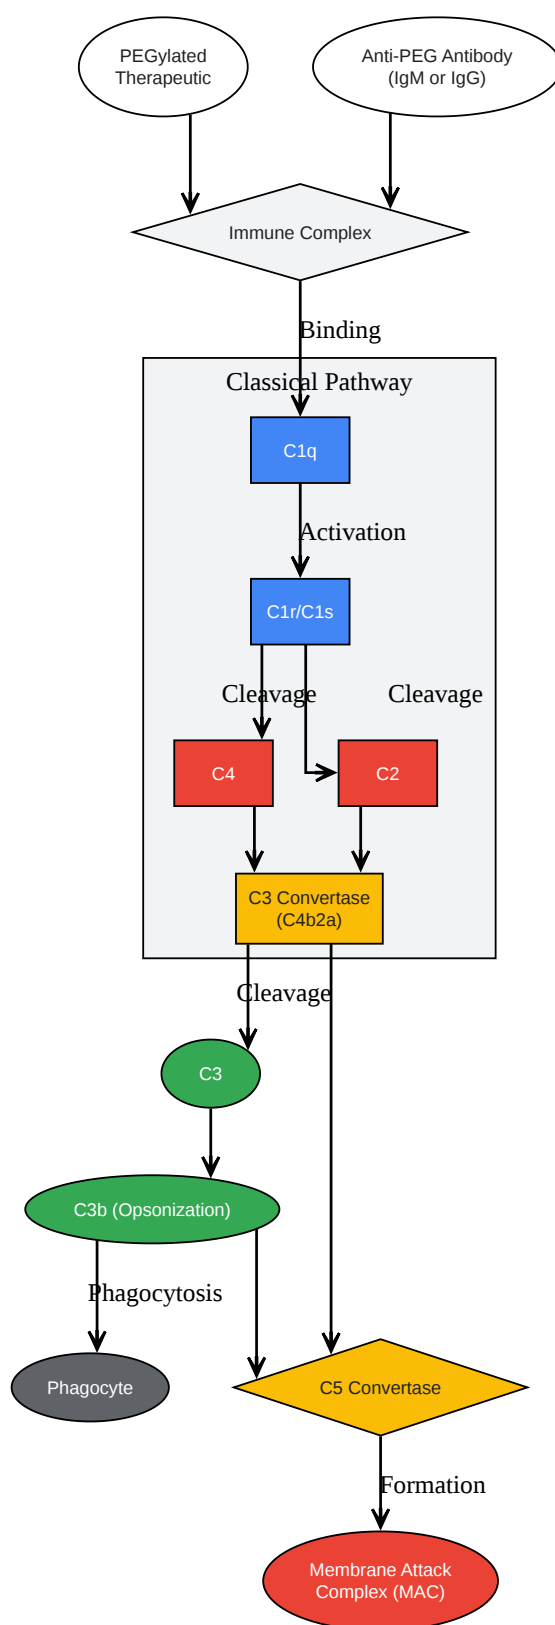 PEGylated
Therapeutic
Anti-PEG Antibody
(IgM or IgG)
Immune Complex
Binding
Classical Pathway
C1q
Activation
C1r/C1s
Cleavage
Cleavage
C4
C2
C3 Convertase
(C4b2a)
Cleavage
C3
C3b (Opsonization)
Phagocytosis
Phagocyte
C5 Convertase
Formation
Membrane Attack
Complex (MAC)